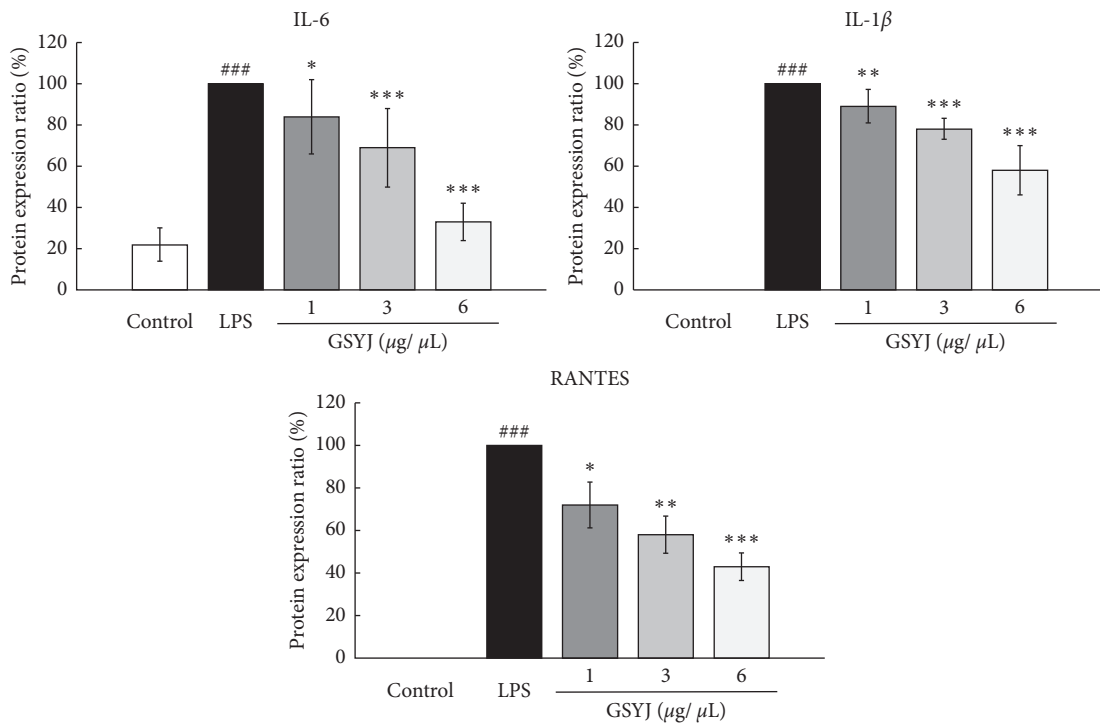 IL-6
Protein expression ratio (%)
120
100
80
60
40
20
0
###
*
***
***
Control
LPS
1
3
6
GSYJ (μg/ μL)
IL-1β
Protein expression ratio (%)
120
100
80
60
40
20
0
###
**
***
***
Control
LPS
1
3
6
GSYJ (μg/ μL)
RANTES
Protein expression ratio (%)
120
100
80
60
40
20
0
###
*
**
***
Control
LPS
1
3
6
GSYJ (μg/ μL)